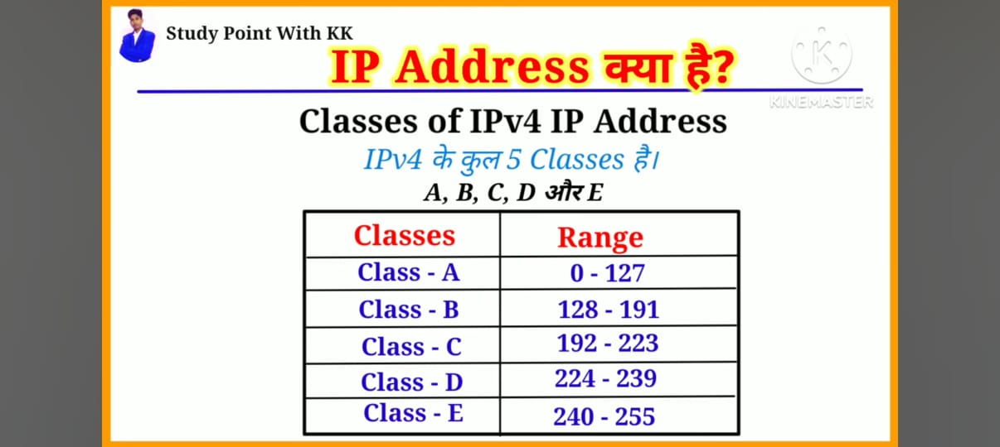 Study Point With KK
IP Address क्या है?
K
KINEMASTER
Classes of IPv4 IP Address
IPv4 के कुल 5 Classes है।
A, B, C, D और E
Classes Range
Class - A 0 - 127
Class - B 128 - 191
Class - C 192 - 223
Class - D 224 - 239
Class - E 240 - 255